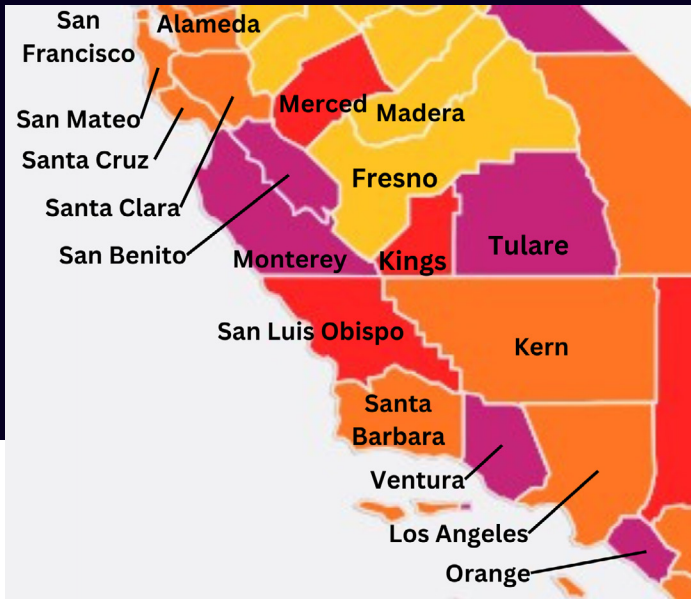 San
Francisco
Alameda
San Mateo
Merced
Madera
Santa Cruz
Fresno
Santa Clara
San Benito
Monterey
Kings
Tulare
San Luis Obispo
Kern
Santa
Barbara
Ventura
Los Angeles
Orange